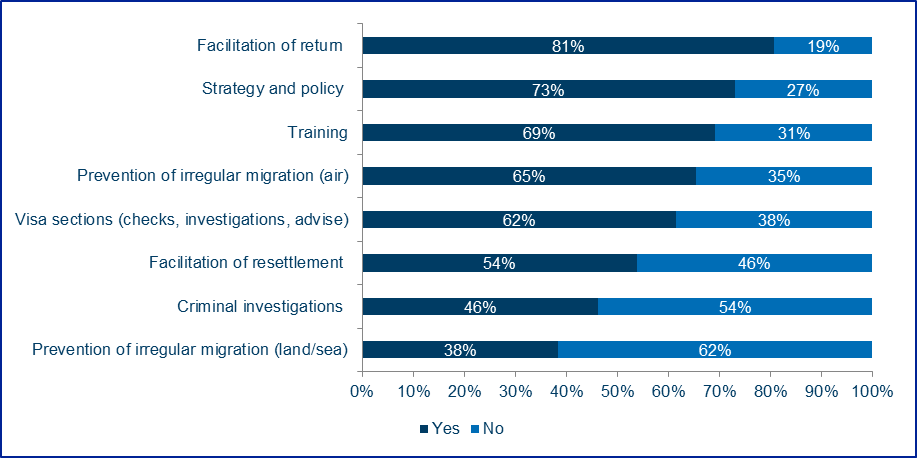 Facilitation of return 81% 19%
Strategy and policy 73% 27%
Training 69% 31%
Prevention of irregular migration (air) 65% 35%
Visa sections (checks, investigations, advise) 62% 38%
Facilitation of resettlement 54% 46%
Criminal investigations 46% 54%
Prevention of irregular migration (land/sea) 38% 62%
0% 10% 20% 30% 40% 50% 60% 70% 80% 90% 100%
Yes No